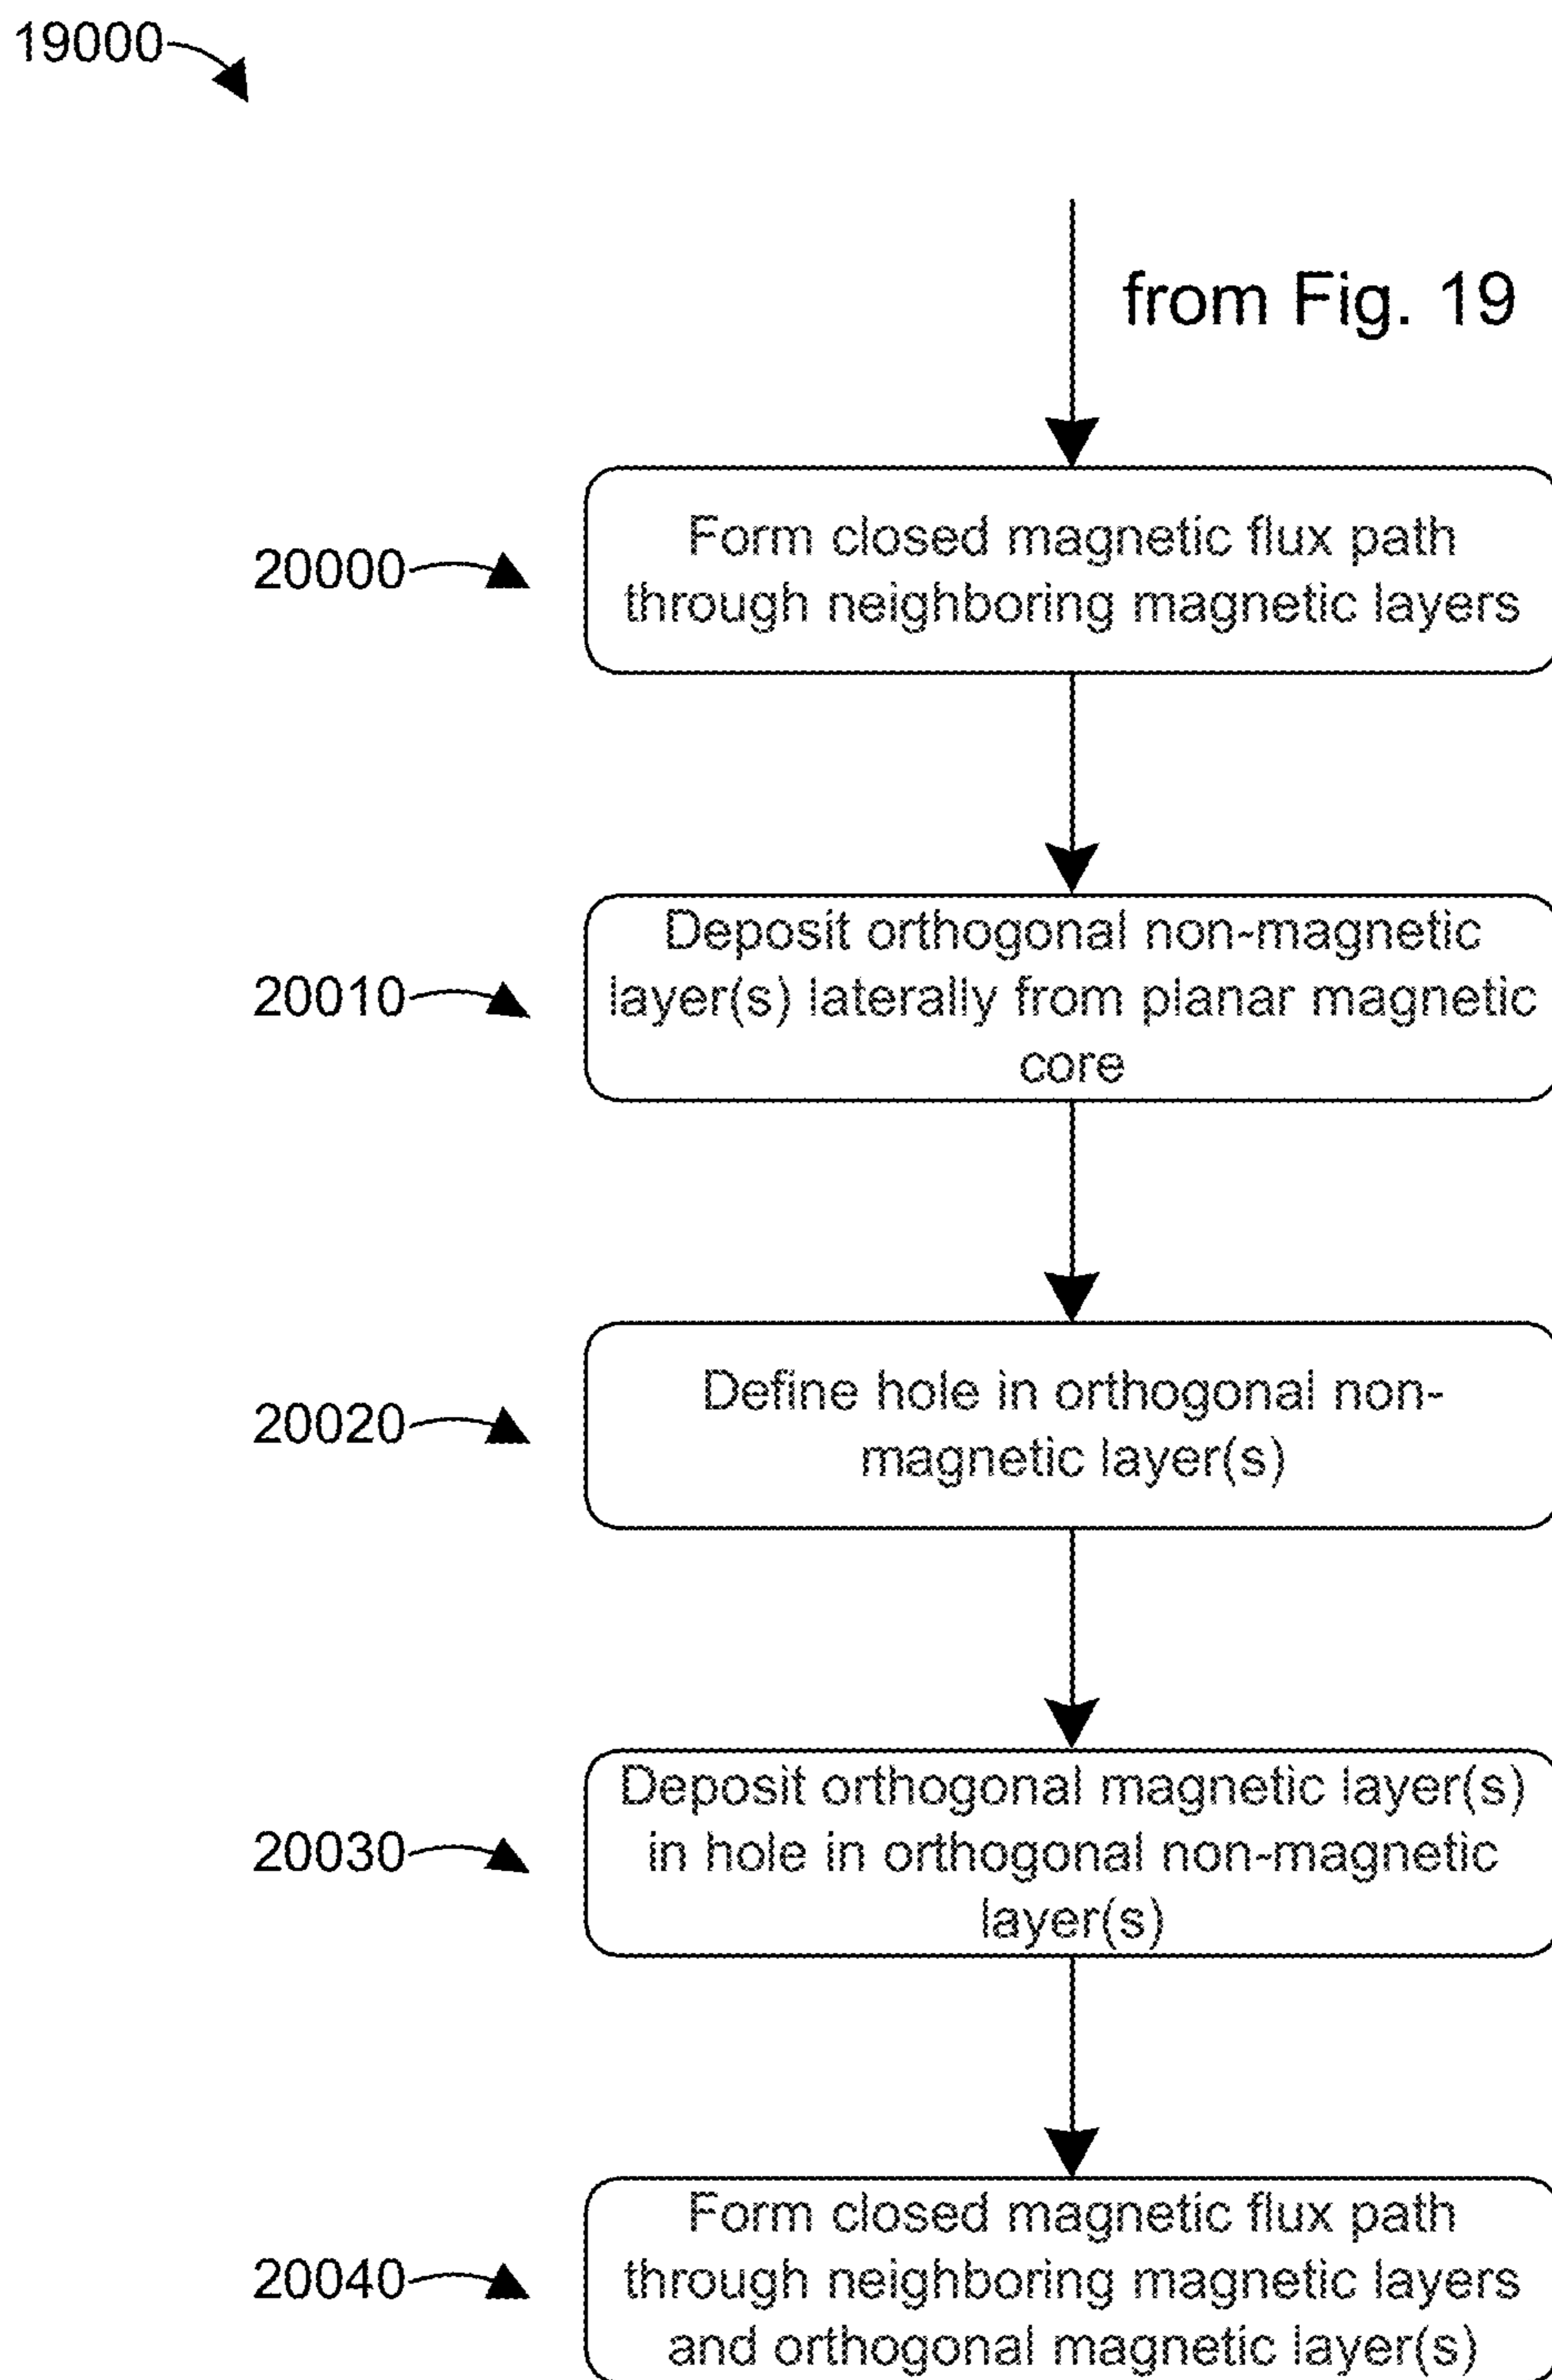 19000
from Fig. 19
20000
Form closed magnetic flux path
through neighboring magnetic layers
20010
Deposit orthogonal non-magnetic
layer(s) laterally from planar magnetic
core
20020
Define hole in orthogonal non-
magnetic layer(s)
20030
Deposit orthogonal magnetic layer(s)
in hole in orthogonal non-magnetic
layer(s)
20040
Form closed magnetic flux path
through neighboring magnetic layers
and orthogonal magnetic layer(s)